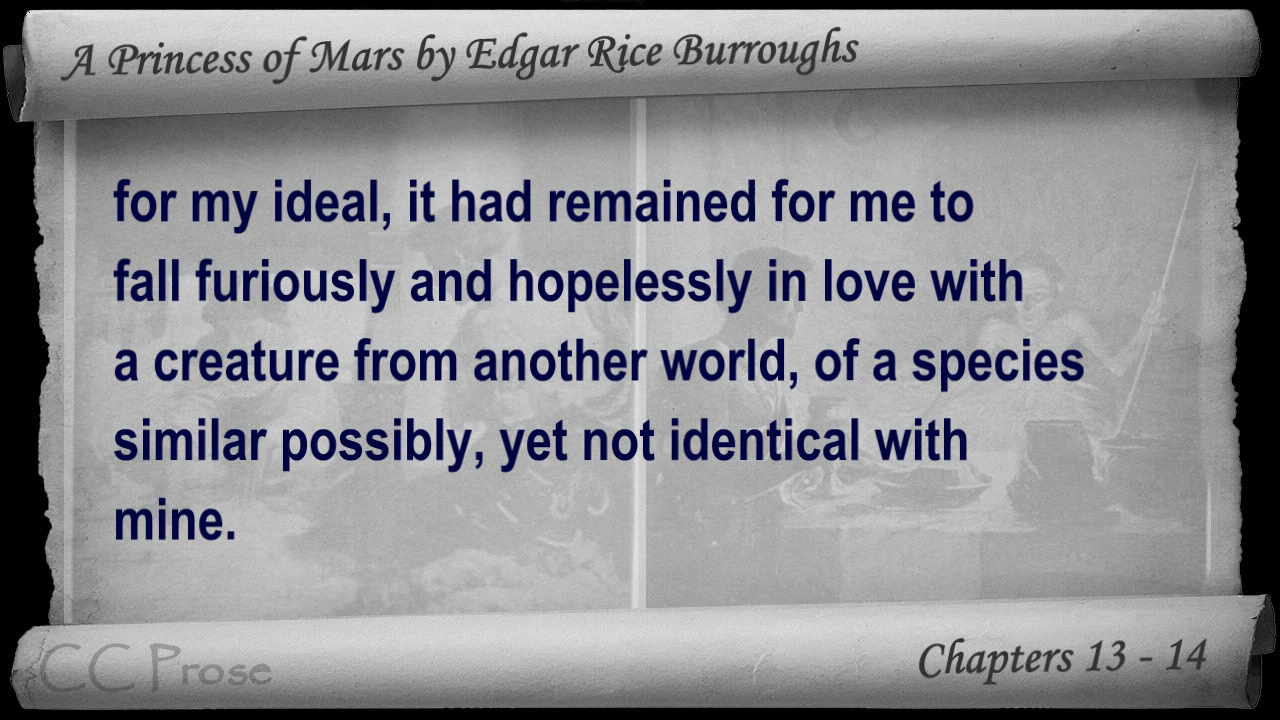 A Princess of Mars by Edgar Rice Burroughs
for my ideal, it had remained for me to
fall furiously and hopelessly in love with
a creature from another world, of a species
similar possibly, yet not identical with
mine.
CC Prose
Chapters 13 - 14